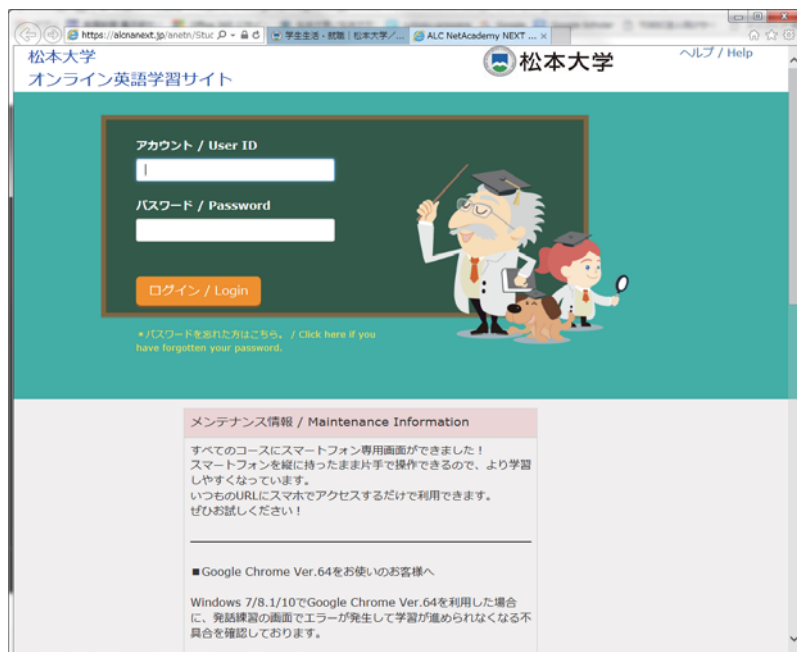 https://alcnanext.jp/anetn/Stuc
学生生活・就職 | 松本大学／...
ALC NetAcademy NEXT ...
松本大学
オンライン英語学習サイト
松本大学
ヘルプ / Help
アカウント / User ID
パスワード / Password
ログイン / Login
＊パスワードを忘れた方はこちら。 / Click here if you
have forgotten your password.
メンテナンス情報 / Maintenance Information
すべてのコースにスマートフォン専用画面ができました！
スマートフォンを縦に持ったまま片手で操作できるので、より学習
しやすくなっています。
いつものURLにスマホでアクセスするだけで利用できます。
ぜひお試しください！
■Google Chrome Ver.64をお使いのお客様へ
Windows 7/8.1/10でGoogle Chrome Ver.64を利用した場合
に、発話練習の画面でエラーが発生して学習が進められなくなる不
具合を確認しております。